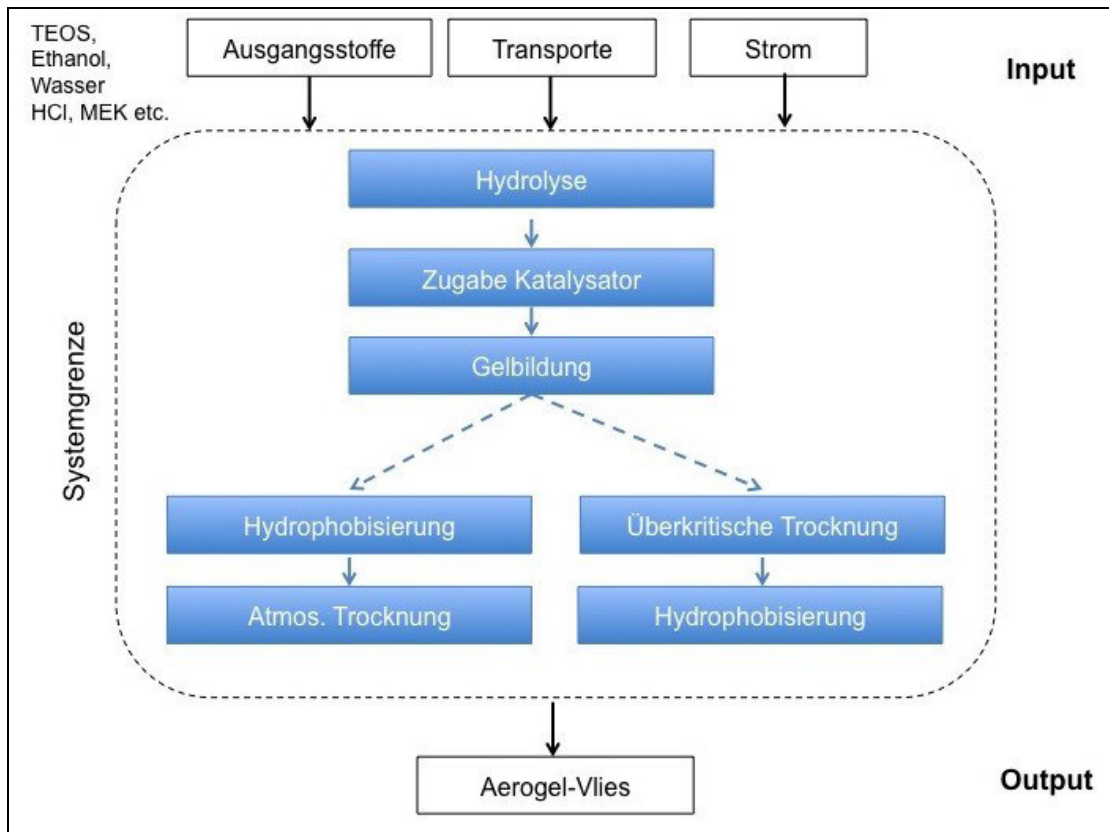 TEOS,
Ethanol,
Wasser
HCl, MEK etc.
Ausgangsstoffe
Transporte
Strom
Input
Hydrolyse
Zugabe Katalysator
Gelbildung
Systemgrenze
Hydrophobisierung
Überkritische Trocknung
Atmos. Trocknung
Hydrophobisierung
Aerogel-Vlies
Output